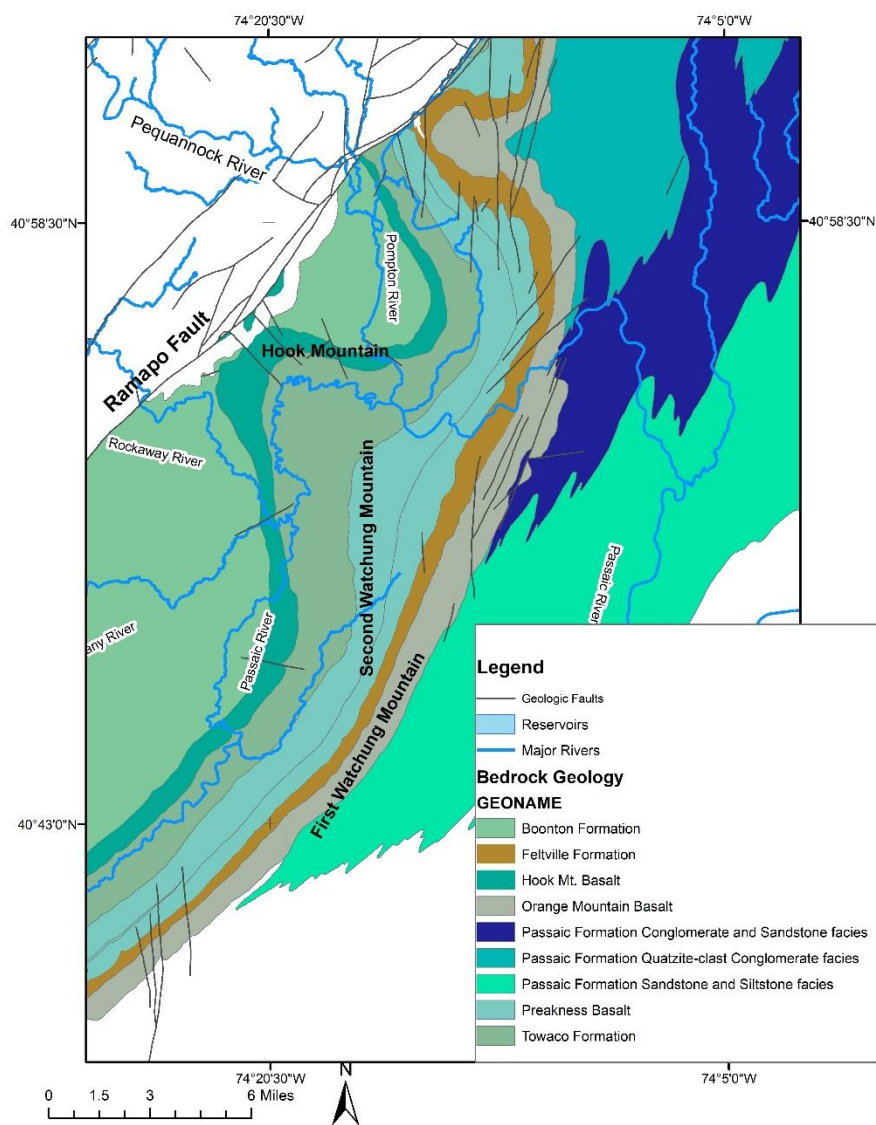 74°20'30"W
74°5'0"W
Pequannock River
40°58'30"N
40°58'30"N
Pompton River
Ramapo Fault
Hook Mountain
Rockaway River
Second Watchung Mountain
Passaic River
any River
Passaic River
First Watchung Mountain
40°43'0"N
Legend
Geologic Faults
Reservoirs
Major Rivers
Bedrock Geology
GEONAME
Boonton Formation
Feltville Formation
Hook Mt. Basalt
Orange Mountain Basalt
Passaic Formation Conglomerate and Sandstone facies
Passaic Formation Quatzite-clast Conglomerate facies
Passaic Formation Sandstone and Siltstone facies
Preakness Basalt
Towaco Formation
74°20'30"W
74°5'0"W
N
0 1.5 3 6 Miles